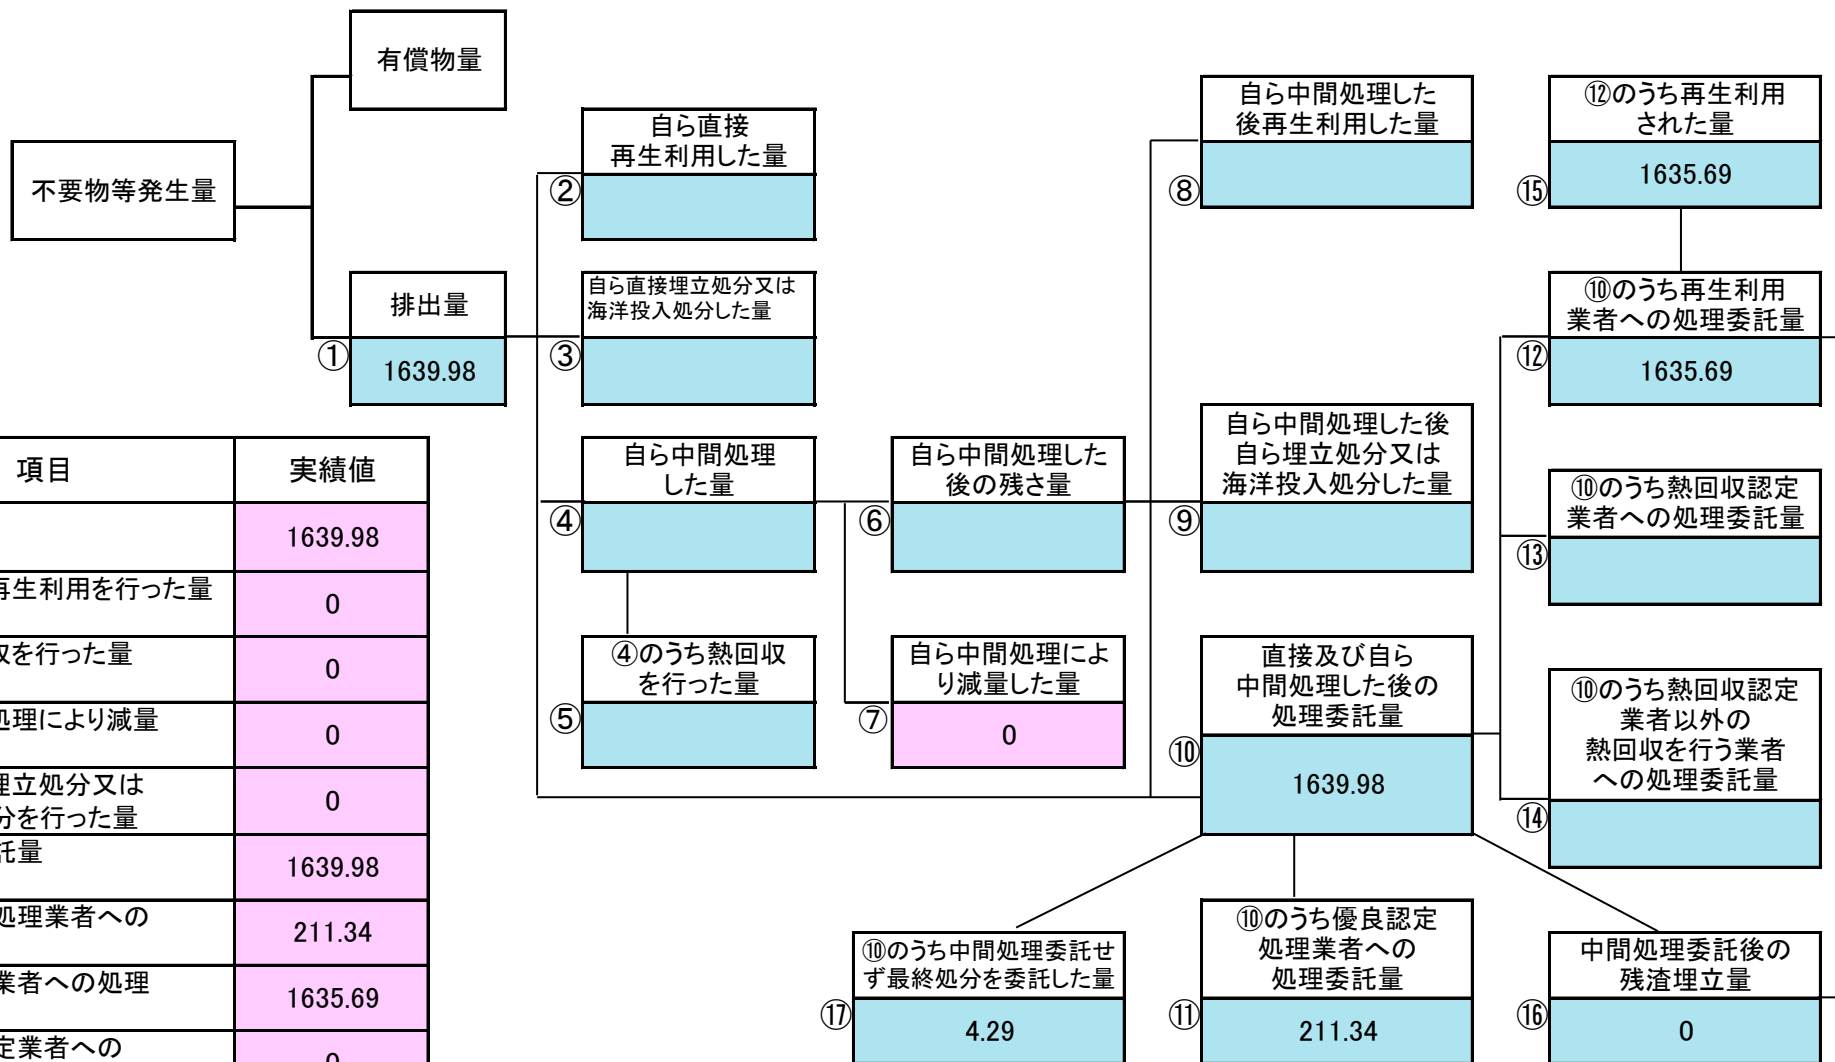 有償物量
不要物等発生量
排出量
①
1639.98
自ら直接
再生利用した量
②
自ら直接埋立処分又は
海洋投入処分した量
③
自ら中間処理
した量
④
④のうち熱回収
を行った量
⑤
自ら中間処理した
後の残さ量
⑥
自ら中間処理によ
り減量した量
⑦
0
自ら中間処理した
後再生利用した量
⑧
自ら中間処理した後
自ら埋立処分又は
海洋投入処分した量
⑨
直接及び自ら
中間処理した後の
処理委託量
⑩
1639.98
⑫のうち再生利用
された量
⑮
1635.69
⑩のうち再生利用
業者への処理委託量
⑫
1635.69
⑩のうち熱回収認定
業者への処理委託量
⑬
⑩のうち熱回収認定
業者以外の
熱回収を行う業者
への処理委託量
⑭
⑩のうち中間処理委託せ
ず最終処分を委託した量
⑰
4.29
⑩のうち優良認定
処理業者への
処理委託量
⑪
211.34
中間処理委託後の
残渣埋立量
⑯
0
項目 実績値
1639.98
再生利用を行った量
0
を行った量
0
処理により減量
0
埋立処分又は
分を行った量
0
託量
1639.98
処理業者への
211.34
業者への処理
1635.69
定業者への
0